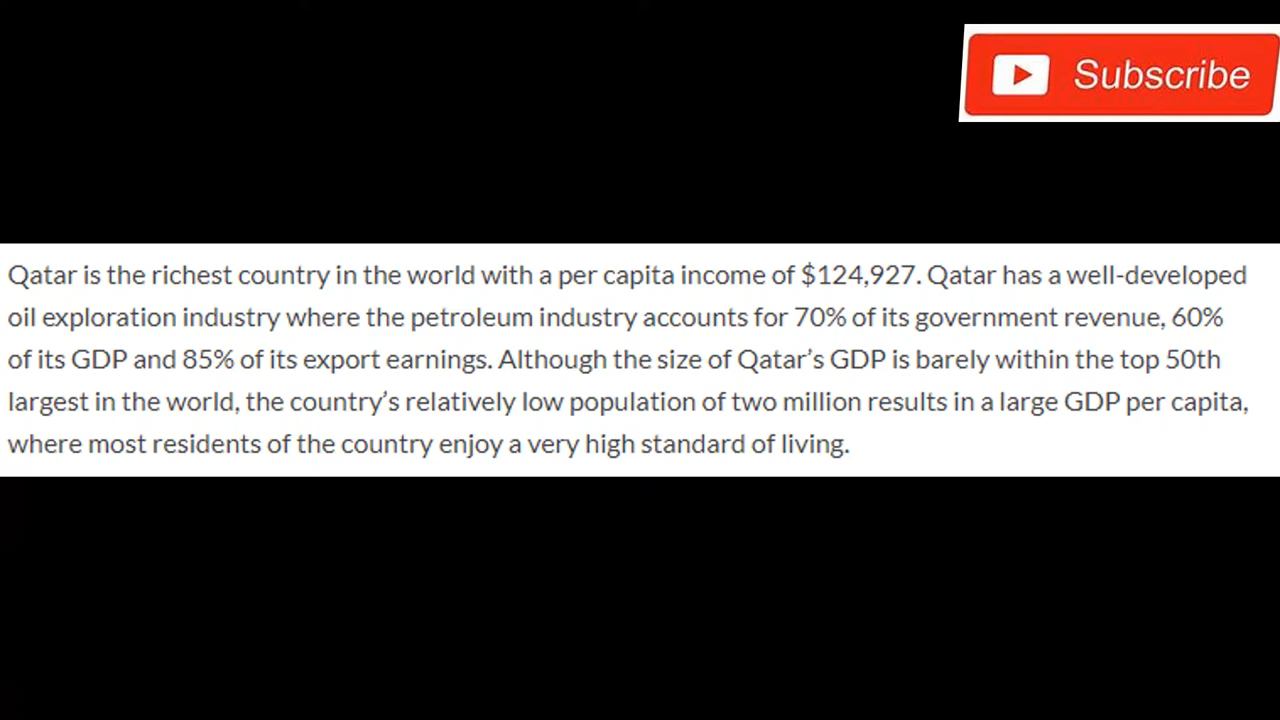 Subscribe
Qatar is the richest country in the world with a per capita income of $124,927. Qatar has a well-developed
oil exploration industry where the petroleum industry accounts for 70% of its government revenue, 60%
of its GDP and 85% of its export earnings. Although the size of Qatar’s GDP is barely within the top 50th
largest in the world, the country’s relatively low population of two million results in a large GDP per capita,
where most residents of the country enjoy a very high standard of living.